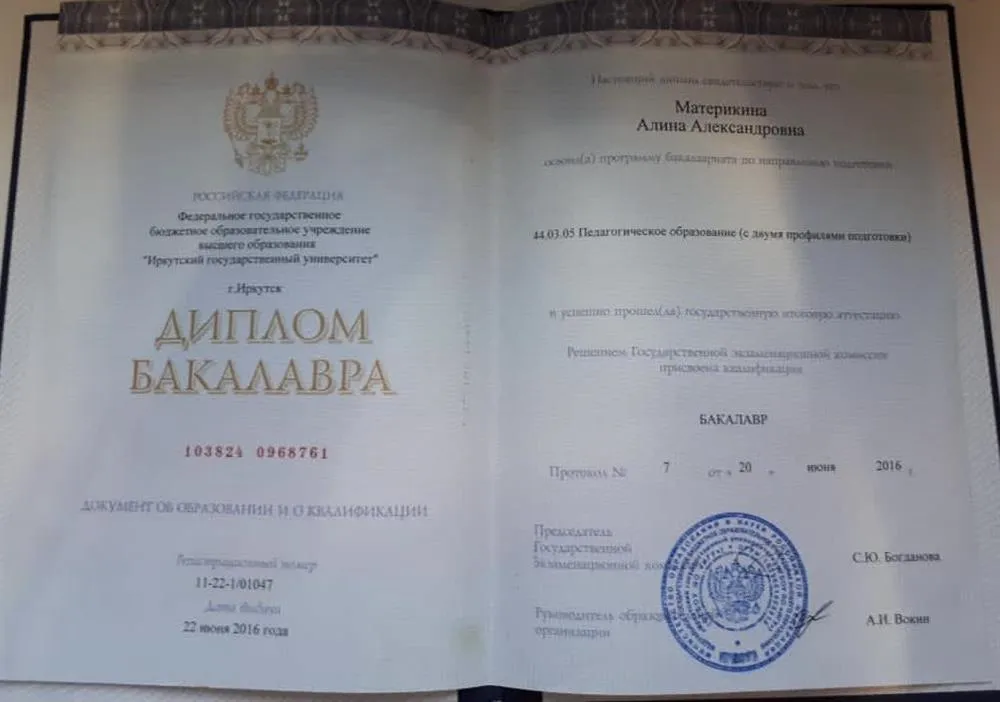 РОССИЙСКАЯ ФЕДЕРАЦИЯ
Федеральное государственное
бюджетное образовательное учреждение
высшего образования
"Иркутский государственный университет"
г.Иркутск
ДИПЛОМ
БАКАЛАВРА
103824 0968761
ДОКУМЕНТ ОБ ОБРАЗОВАНИИ И О КВАЛИФИКАЦИИ
Регистрационный номер
11-22-1/01047
Дата выдачи
22 июня 2016 года
Настоящий диплом свидетельствует о том, что
Материкина
Алина Александровна
освоил(а) программу бакалавриата по направлению подготовки
44.03.05 Педагогическое образование (с двумя профилями подготовки)
и успешно прошел(ла) государственную итоговую аттестацию
Решением Государственной экзаменационной комиссии
присвоена квалификация
БАКАЛАВР
Протокол № 7 от « 20 » июня 2016 г.
Председатель
Государственной
Экзаменационной
С.Ю. Богданова
Руководитель
организации
А.И. Вокин